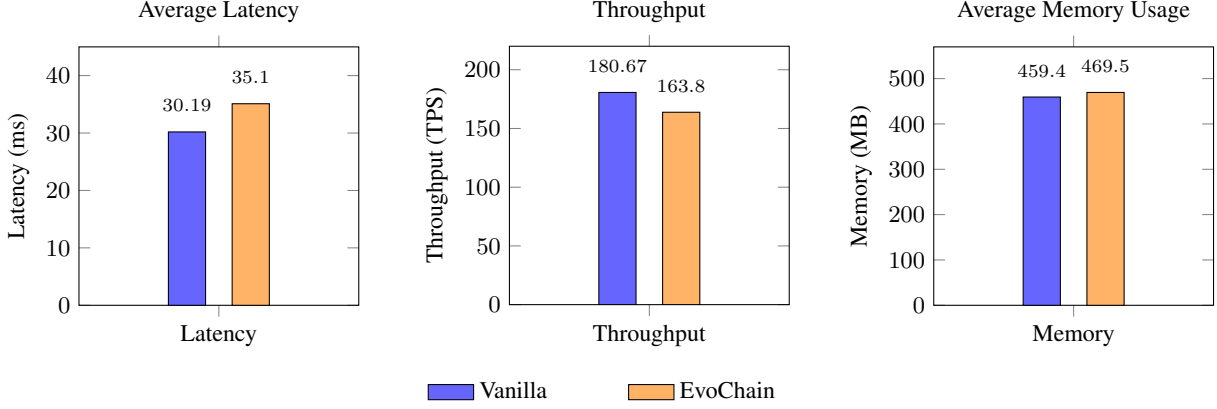 Average Latency
Latency (ms)
40
30
20
10
0
30.19
35.1
Latency
Throughput
Throughput (TPS)
200
150
100
50
0
180.67
163.8
Throughput
Average Memory Usage
Memory (MB)
500
400
300
200
100
0
459.4
469.5
Memory
Vanilla
EvoChain